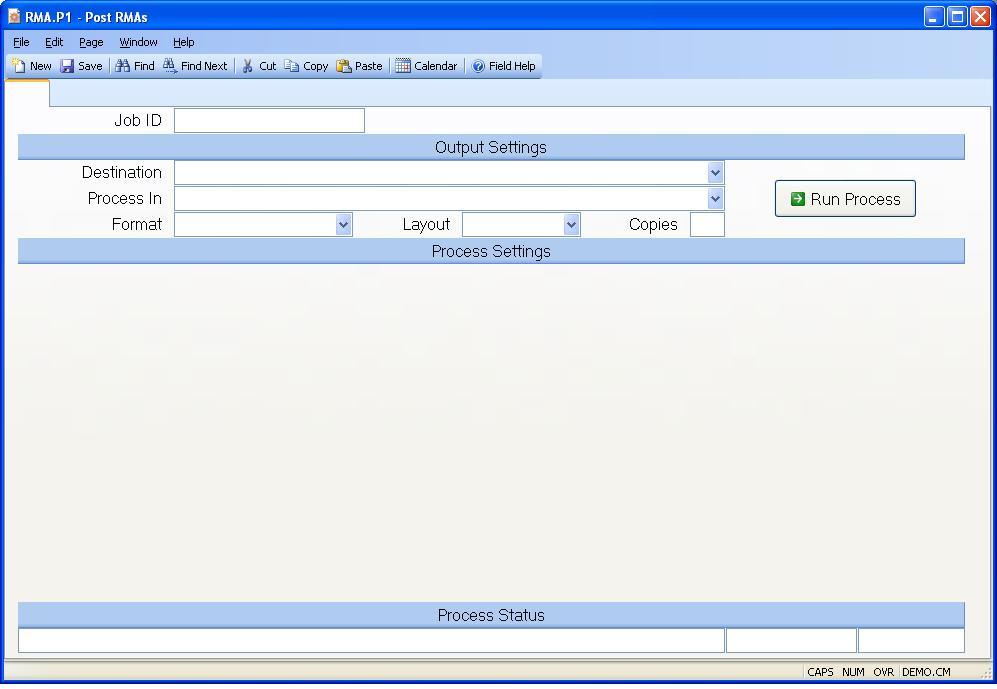 RMA.P1 - Post RMAs
File Edit Page Window Help
New Save Find Find Next Cut Copy Paste Calendar Field Help
Job ID
Output Settings
Destination
Process In
Run Process
Format Layout Copies
Process Settings
Process Status
CAPS NUM OVR DEMO.CM